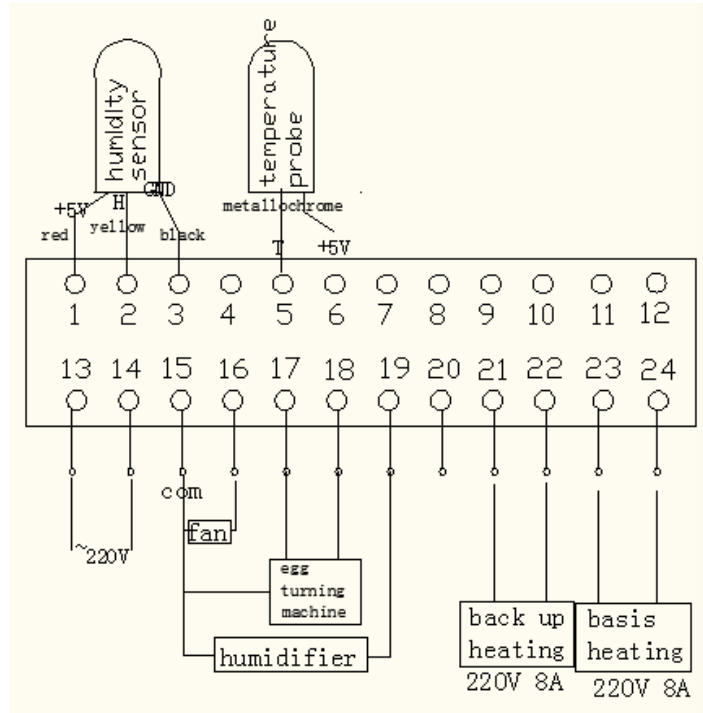 humidity
sensor
temperature
probe
+5V
H
GND
red
yellow
black
metallochrome
T
+5V
1 2 3 4 5 6 7 8 9 10 11 12
13 14 15 16 17 18 19 20 21 22 23 24
com
~220V
fan
egg
turning
machine
humidifier
back up
heating
220V 8A
basis
heating
220V 8A